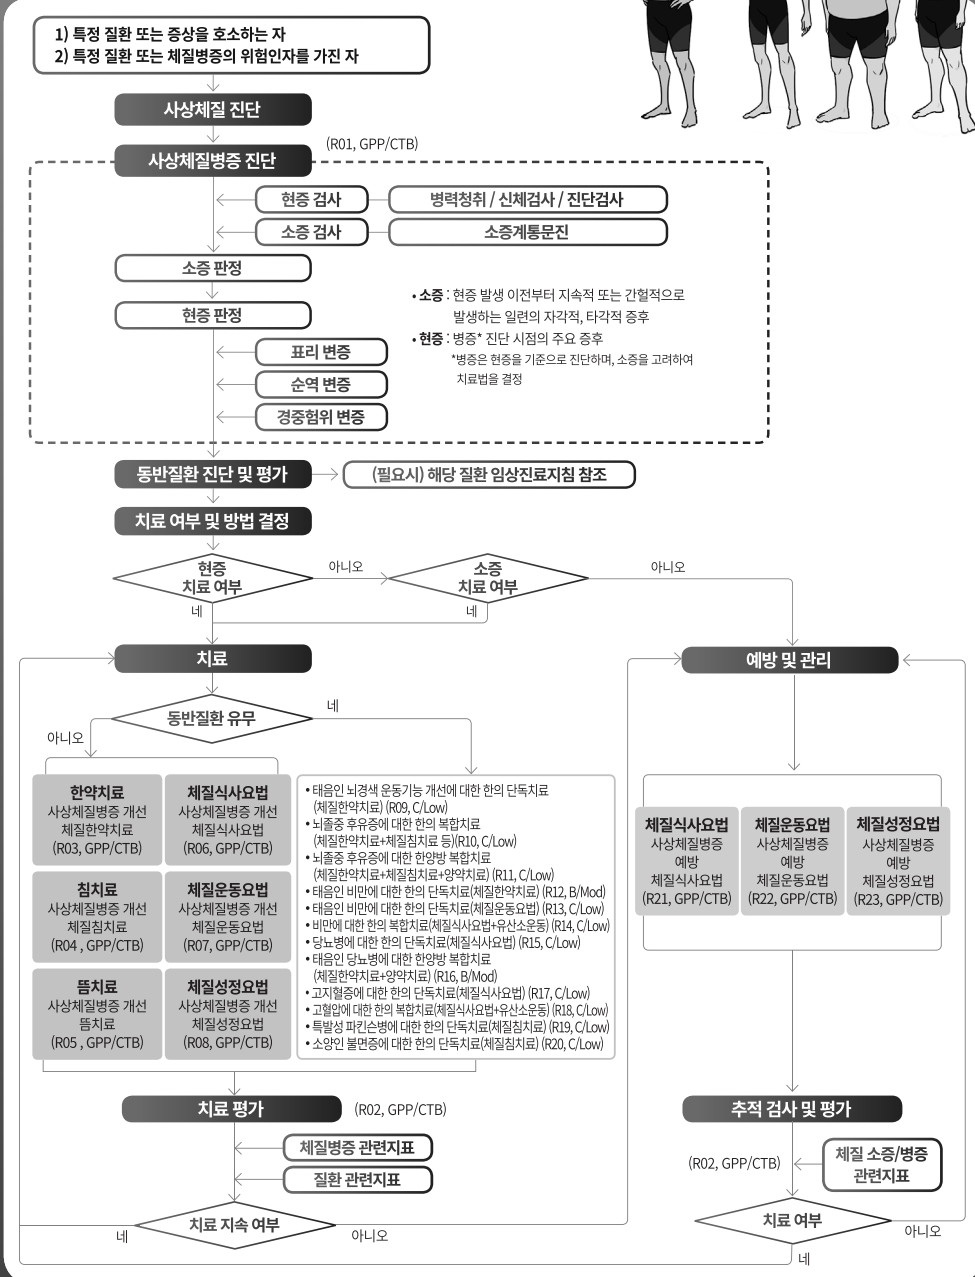 1) 특정 질환 또는 증상을 호소하는 자
2) 특정 질환 또는 체질병증의 위험인자를 가진 자
사상체질 진단
사상체질병증 진단
(R01, GPP/CTB)
현증 검사
병력청취 / 신체검사 / 진단검사
소증 검사
소증계통문진
소증 판정
현증 판정
• 소증 : 현증 발생 이전부터 지속적 또는 간헐적으로
발생하는 일련의 자각적, 타각적 증후
• 현증 : 병증* 진단 시점의 주요 증후
*병증은 현증을 기준으로 진단하며, 소증을 고려하여
치료법을 결정
표리 변증
순역 변증
경중험위 변증
동반질환 진단 및 평가
(필요시) 해당 질환 임상진료지침 참조
치료 여부 및 방법 결정
현증
치료 여부
아니오
소증
치료 여부
아니오
네
네
치료
예방 및 관리
동반질환 유무
네
아니오
한약치료
사상체질병증 개선
체질한약치료
(R03, GPP/CTB)
체질식사요법
사상체질병증 개선
체질식사요법
(R06, GPP/CTB)
침치료
사상체질병증 개선
체질침치료
(R04 , GPP/CTB)
체질운동요법
사상체질병증 개선
체질운동요법
(R07, GPP/CTB)
뜸치료
사상체질병증 개선
뜸치료
(R05 , GPP/CTB)
체질성정요법
사상체질병증 개선
체질성정요법
(R08, GPP/CTB)
• 태음인 뇌경색 운동기능 개선에 대한 한의 단독치료
(체질한약치료) (R09, C/Low)
• 뇌졸중 후유증에 대한 한의 복합치료
(체질한약치료+체질침치료 등)(R10, C/Low)
• 뇌졸중 후유증에 대한 한양방 복합치료
(체질한약치료+체질침치료+양약치료) (R11, C/Low)
• 태음인 비만에 대한 한의 단독치료(체질한약치료) (R12, B/Mod)
• 태음인 비만에 대한 한의 단독치료(체질운동요법) (R13, C/Low)
• 비만에 대한 한의 복합치료(체질식사요법+유산소운동) (R14, C/Low)
• 당뇨병에 대한 한의 단독치료(체질식사요법) (R15, C/Low)
• 태음인 당뇨병에 대한 한양방 복합치료
(체질한약치료+양약치료) (R16, B/Mod)
• 고지혈증에 대한 한의 단독치료(체질식사요법) (R17, C/Low)
• 고혈압에 대한 한의 복합치료(체질식사요법+유산소운동) (R18, C/Low)
• 특발성 파킨슨병에 대한 한의 단독치료(체질침치료) (R19, C/Low)
• 소양인 불면증에 대한 한의 단독치료(체질침치료) (R20, C/Low)
체질식사요법
사상체질병증
예방
체질식사요법
(R21, GPP/CTB)
체질운동요법
사상체질병증
예방
체질운동요법
(R22, GPP/CTB)
체질성정요법
사상체질병증
예방
체질성정요법
(R23, GPP/CTB)
치료 평가
(R02, GPP/CTB)
체질병증 관련지표
질환 관련지표
치료 지속 여부
네
아니오
추적 검사 및 평가
(R02, GPP/CTB)
체질 소증/병증
관련지표
치료 여부
아니오
네